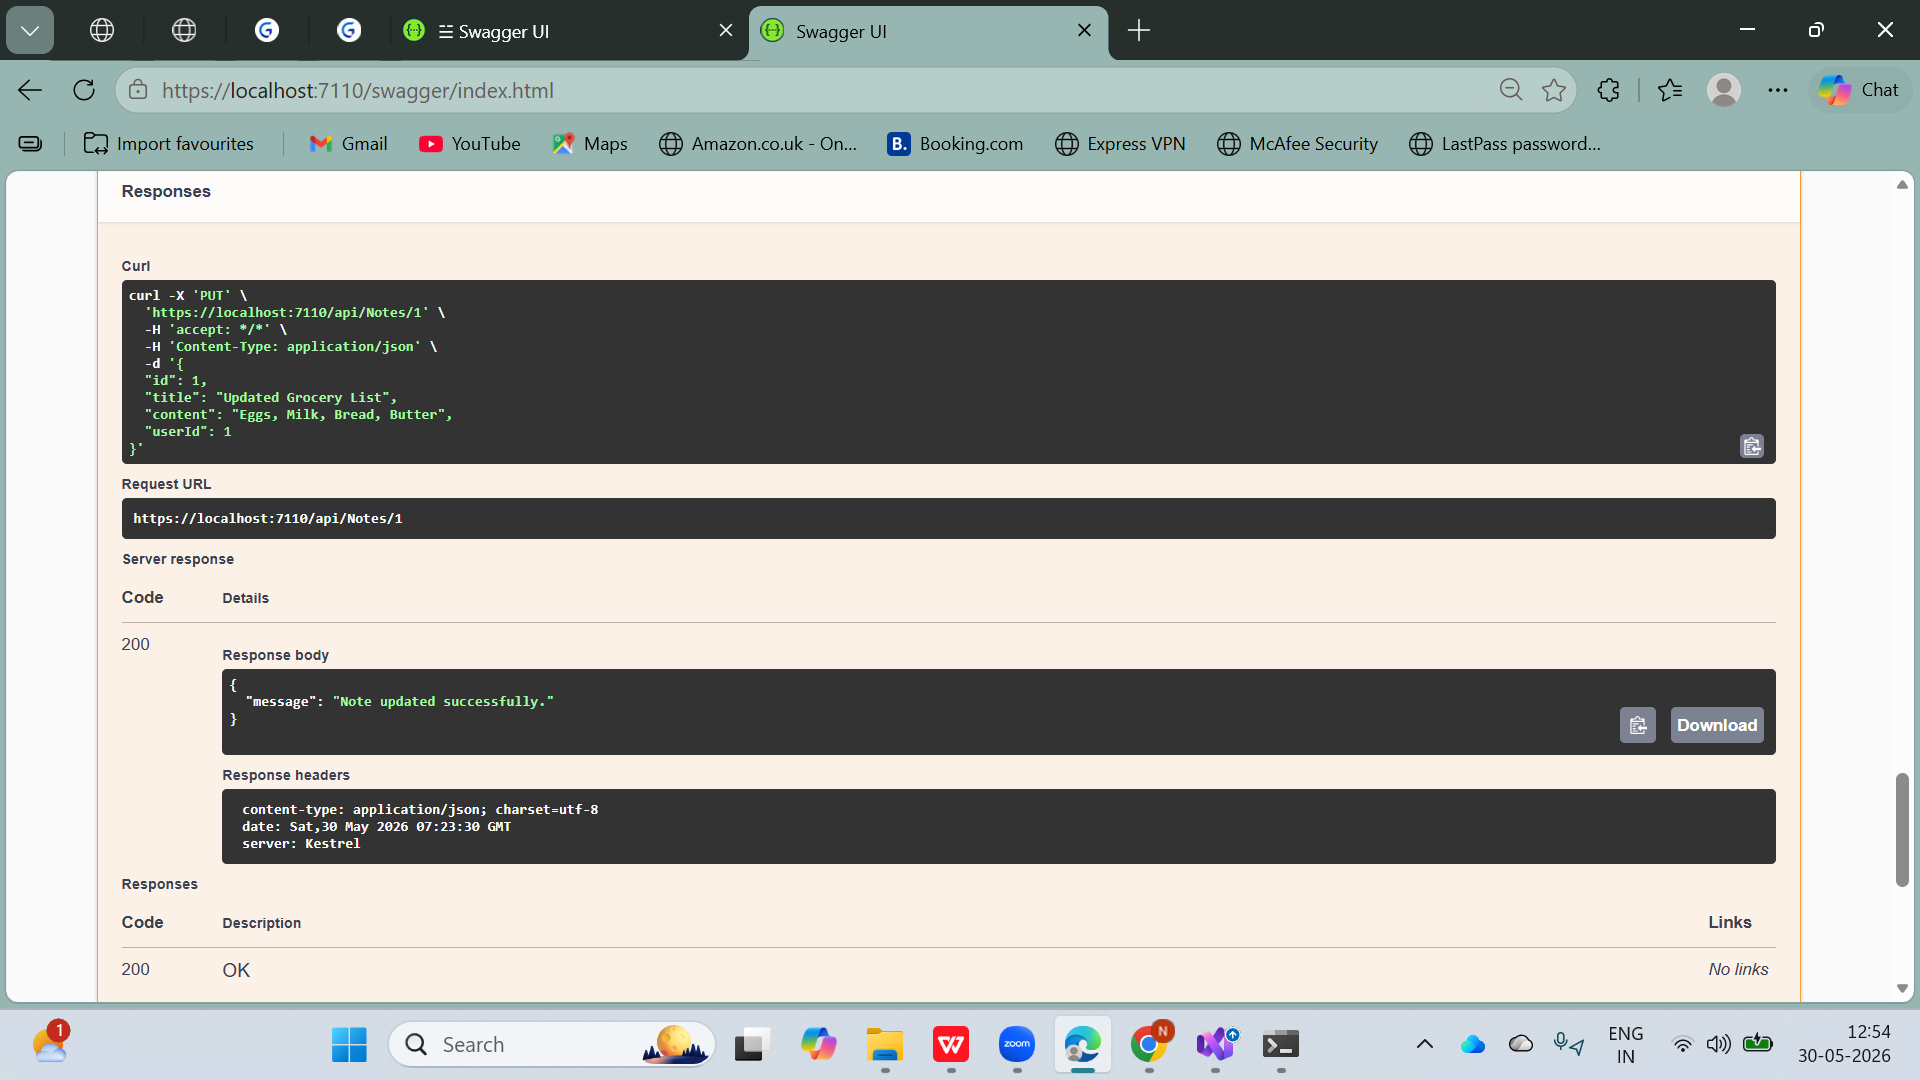 ☰ Swagger UI
Swagger UI
https://localhost:7110/swagger/index.html
Chat
Import favourites
Gmail
YouTube
Maps
Amazon.co.uk - On...
B.
Booking.com
Express VPN
McAfee Security
LastPass password...
Responses
Curl
curl -X 'PUT' \
'https://localhost:7110/api/Notes/1' \
-H 'accept: */*' \
-H 'Content-Type: application/json' \
-d '{
"id": 1,
"title": "Updated Grocery List",
"content": "Eggs, Milk, Bread, Butter",
"userId": 1
}'
Request URL
https://localhost:7110/api/Notes/1
Server response
Code Details
200
Response body
{
"message": "Note updated successfully."
}
Download
Response headers
content-type: application/json; charset=utf-8
date: Sat,30 May 2026 07:23:30 GMT
server: Kestrel
Responses
Code Description Links
200 OK No links
1
Search
zoom
N
ENG
IN
12:54
30-05-2026